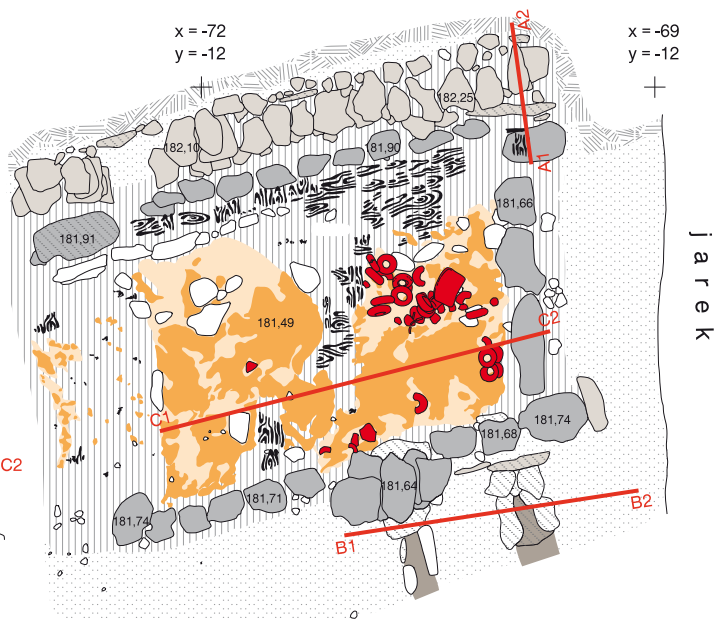 x = -72
y = -12
x = -69
y = -12
A2
182,25
182,10
181,90
A1
181,66
181,91
jarek
181,49
C2
C1
181,74
181,68
C2
181,64
181,71
181,74
B2
B1